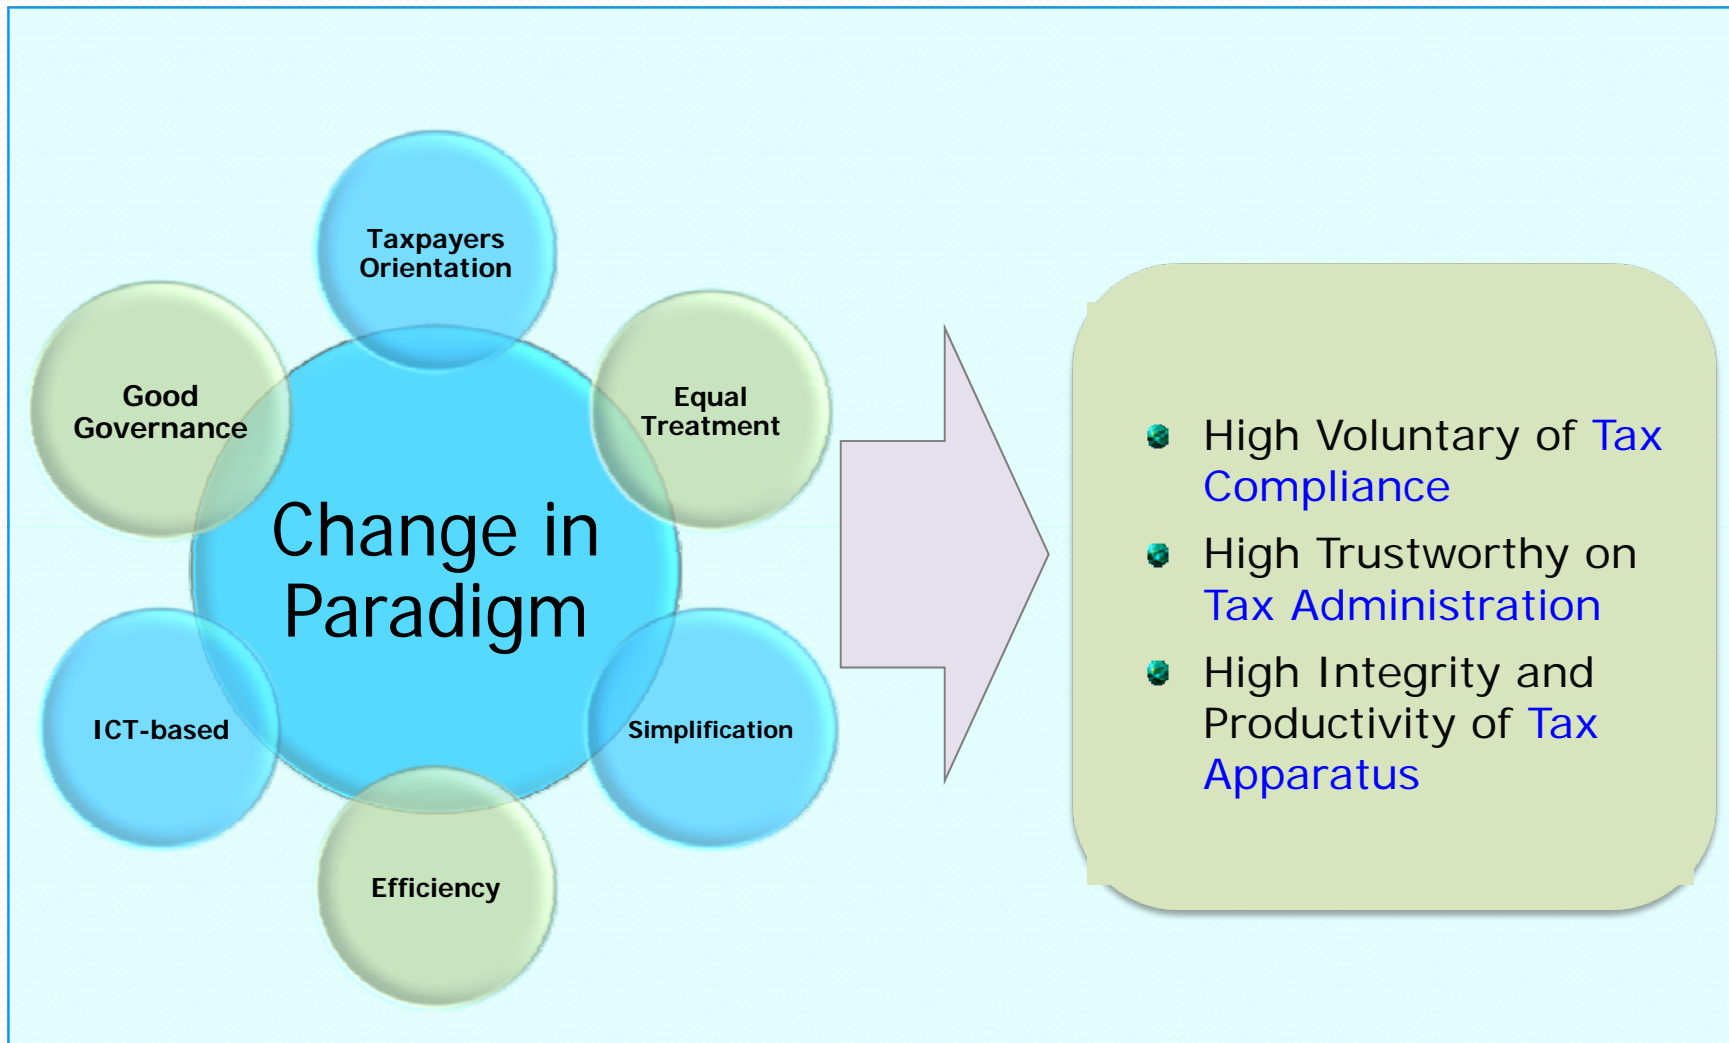 Taxpayers
Orientation
Good
Governance
Equal
Treatment
Change in
Paradigm
ICT-based
Simplification
Efficiency
High Voluntary of Tax
Compliance
High Trustworthy on
Tax Administration
High Integrity and
Productivity of Tax
Apparatus